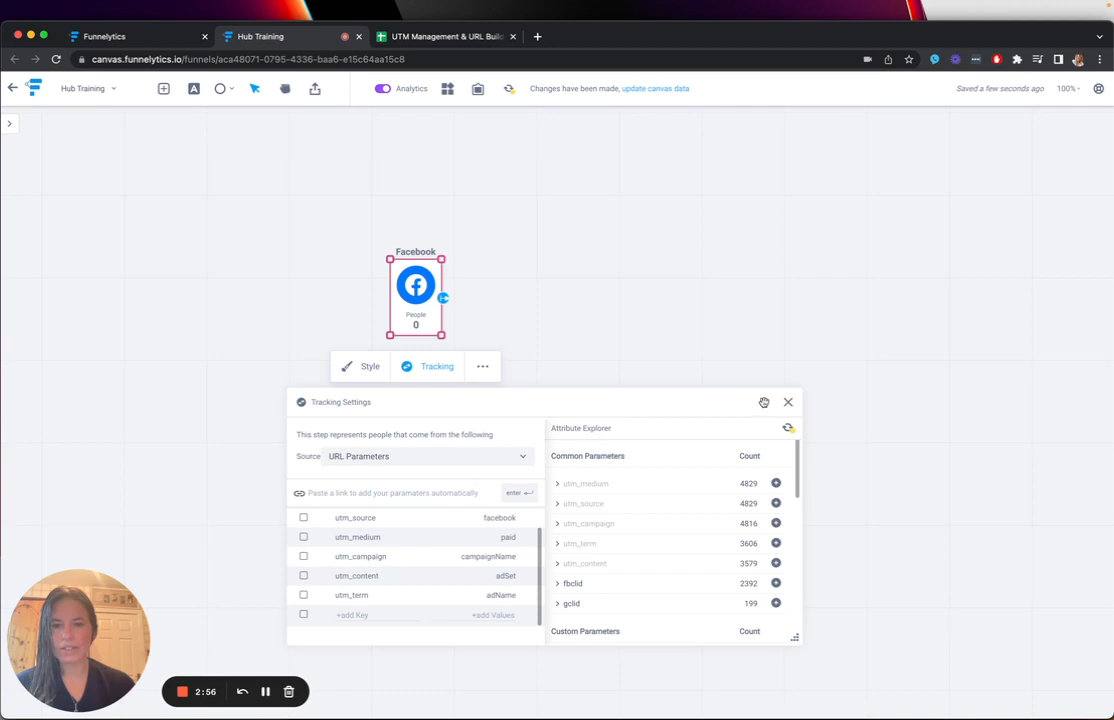 Funnelytics
Hub Training
UTM Management & URL Buil
canvas.funnelytics.io/funnels/aca48071-0795-4336-baa6-e15c64aa15c8
Hub Training
A
Analytics
Changes have been made, update canvas data
Saved a few seconds ago
100%
Facebook
People
0
Style
Tracking
Tracking Settings
This step represents people that come from the following
Source
URL Parameters
Paste a link to add your paramaters automatically
enter
utm_source facebook
utm_medium paid
utm_campaign campaignName
utm_content adSet
utm_term adName
+add Key +add Values
Attribute Explorer
Common Parameters Count
utm_medium 4829
utm_source 4829
utm_campaign 4816
utm_term 3606
utm_content 3579
fbclid 2392
gclid 199
Custom Parameters Count
2:56